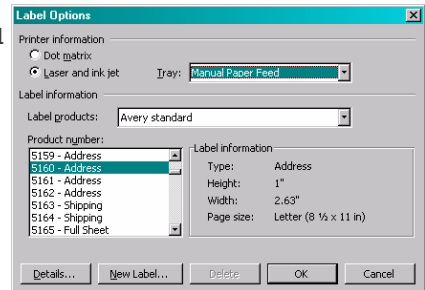 Label Options
Printer information
Dot matrix
Laser and ink jet Tray: Manual Paper Feed
Label information
Label products: Avery standard
Product number:
5159 - Address
5160 - Address
5161 - Address
5162 - Address
5163 - Shipping
5164 - Shipping
5165 - Full Sheet
Label information
Type: Address
Height: 1"
Width: 2.63"
Page size: Letter (8 ½ x 11 in)
Details... New Label... Delete OK Cancel